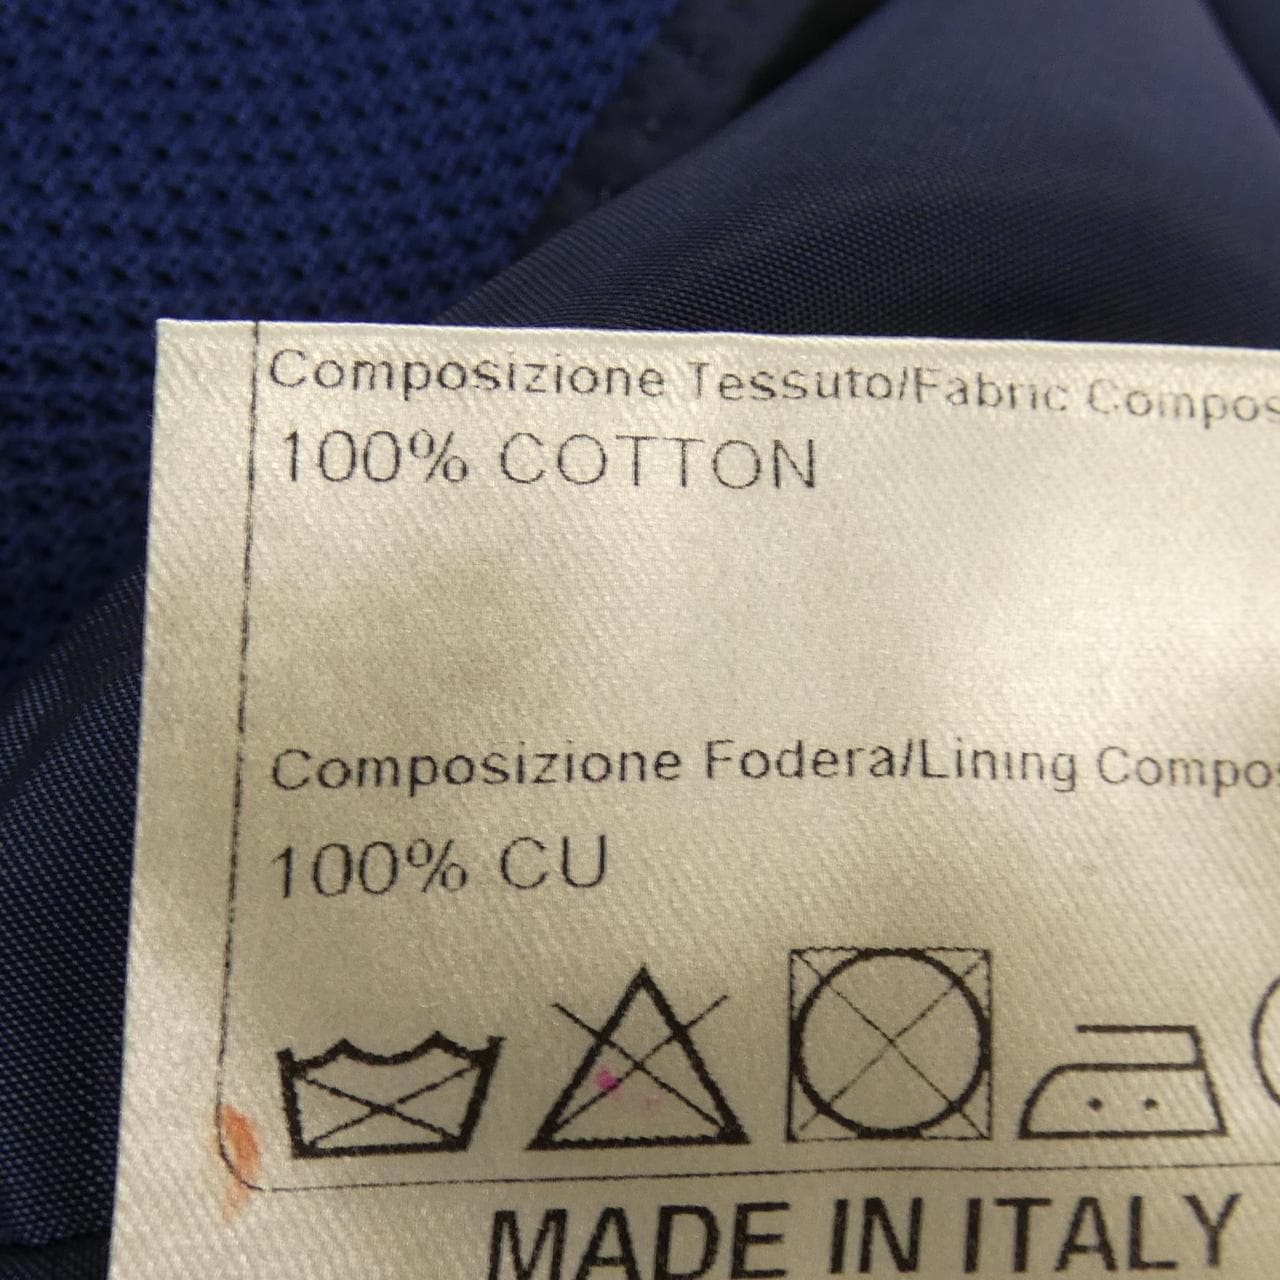 Composizione Tessuto/Fabric Compos
100% COTTON
Composizione Fodera/Lining Compos
100% CU
MADE IN ITALY